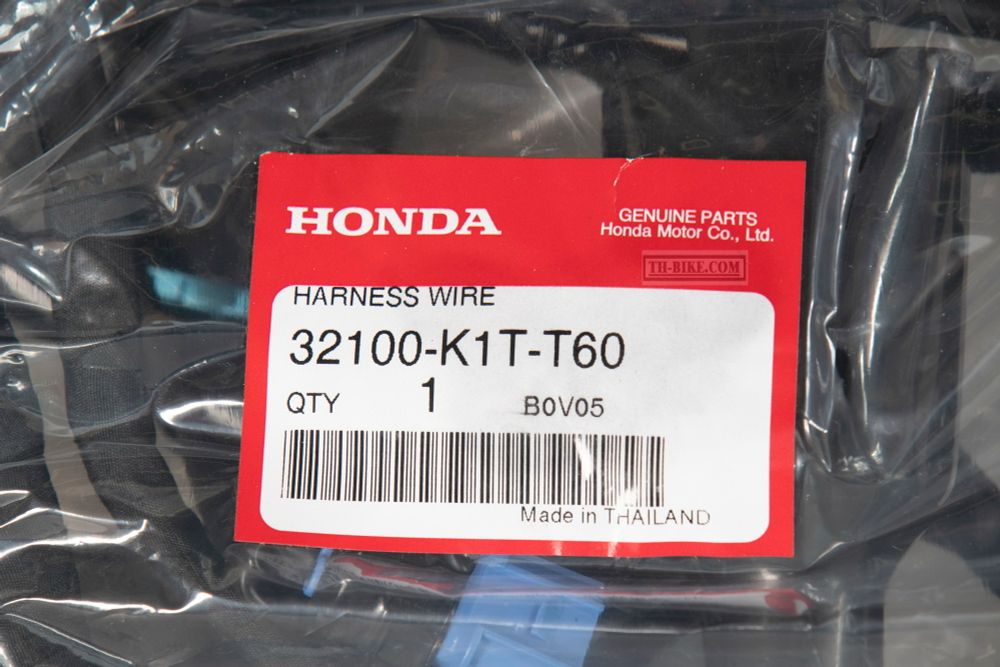 HONDA
GENUINE PARTS
Honda Motor Co., Ltd.
TH-BIKE.COM
HARNESS WIRE
32100-K1T-T60
QTY 1 B0V05
Made in THAILAND